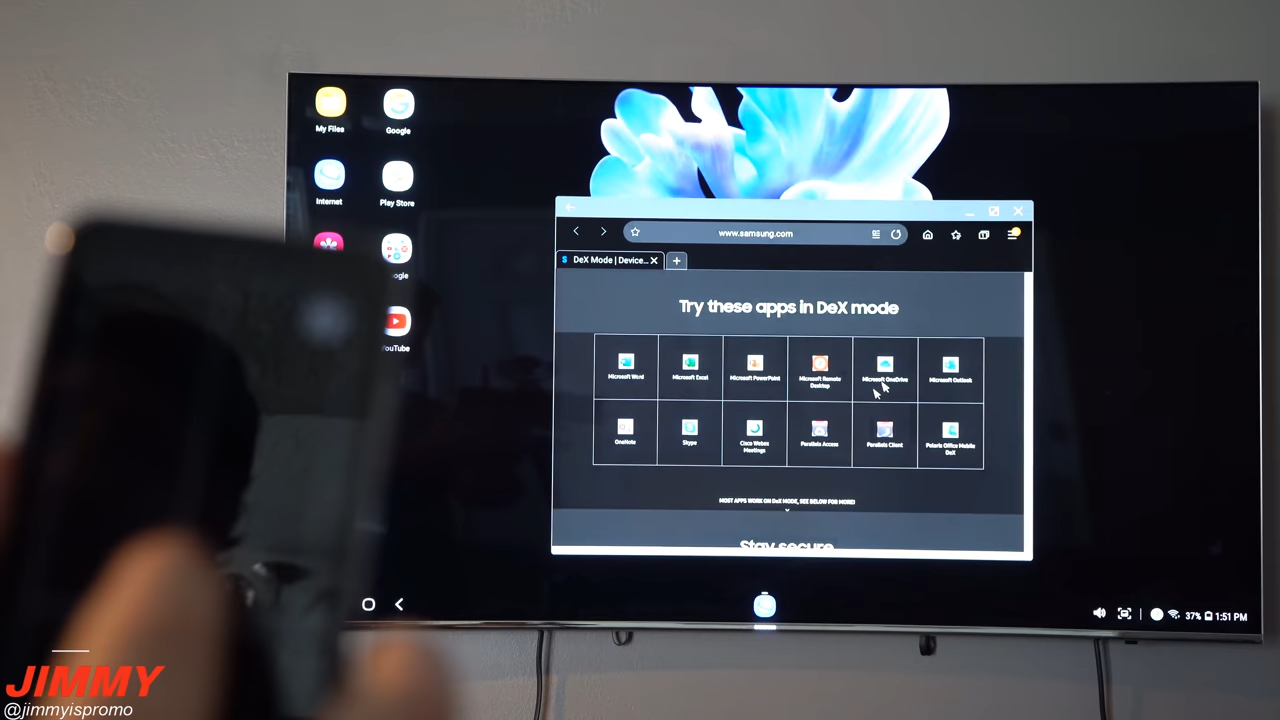 My Files
Google
Internet
Play Store
ogle
ouTube
www.samsung.com
S DeX Mode | Device...
Try these apps in DeX mode
Microsoft Word
Microsoft Excel
Microsoft PowerPoint
Microsoft Remote
Desktop
Microsoft OneDrive
Microsoft Outlook
OneNote
Skype
Cisco Webex
Meetings
Parallels Access
Parallels Client
Polaris Office Mobile
DeX
MOST APPS WORK ON DeX MODE, SEE BELOW FOR MORE!
Stay secure
37% 1:51 PM
JIMMY
@jimmyispromo